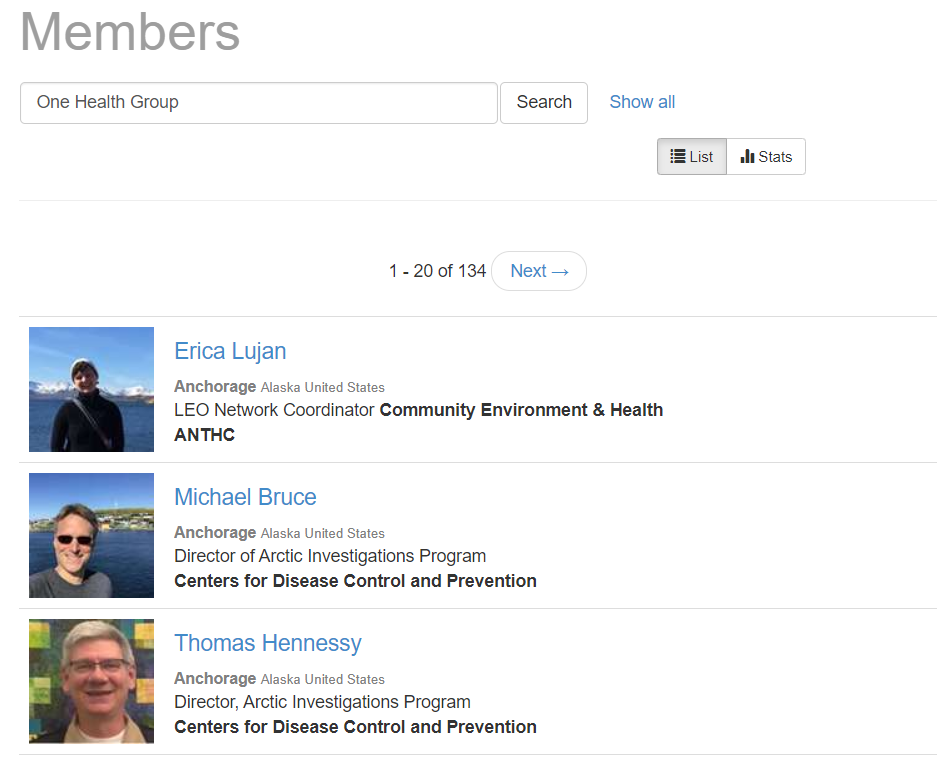 Members
One Health Group
Search
Show all
List
Stats
1 - 20 of 134
Next →
Erica Lujan
Anchorage Alaska United States
LEO Network Coordinator Community Environment & Health
ANTHC
Michael Bruce
Anchorage Alaska United States
Director of Arctic Investigations Program
Centers for Disease Control and Prevention
Thomas Hennessy
Anchorage Alaska United States
Director, Arctic Investigations Program
Centers for Disease Control and Prevention